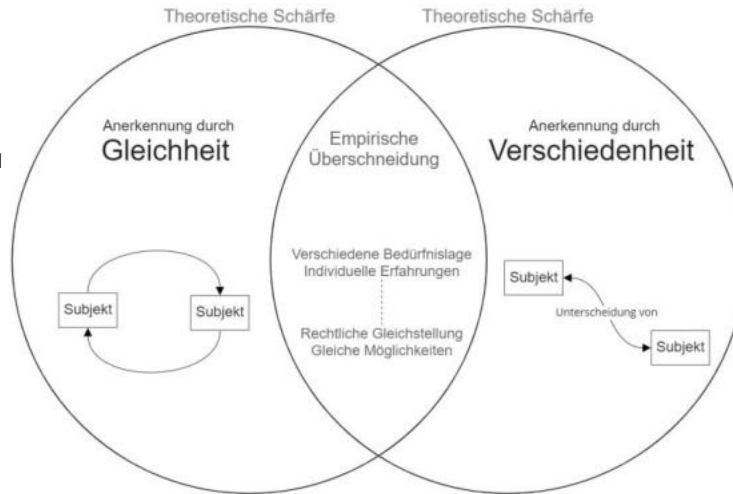 Theoretische Schärfe
Theoretische Schärfe
Anerkennung durch
Gleichheit
Empirische
Überschneidung
Anerkennung durch
Verschiedenheit
Subjekt
Subjekt
Verschiedene Bedürfnislage
Individuelle Erfahrungen
Rechtliche Gleichstellung
Gleiche Möglichkeiten
Subjekt
Unterscheidung von
Subjekt